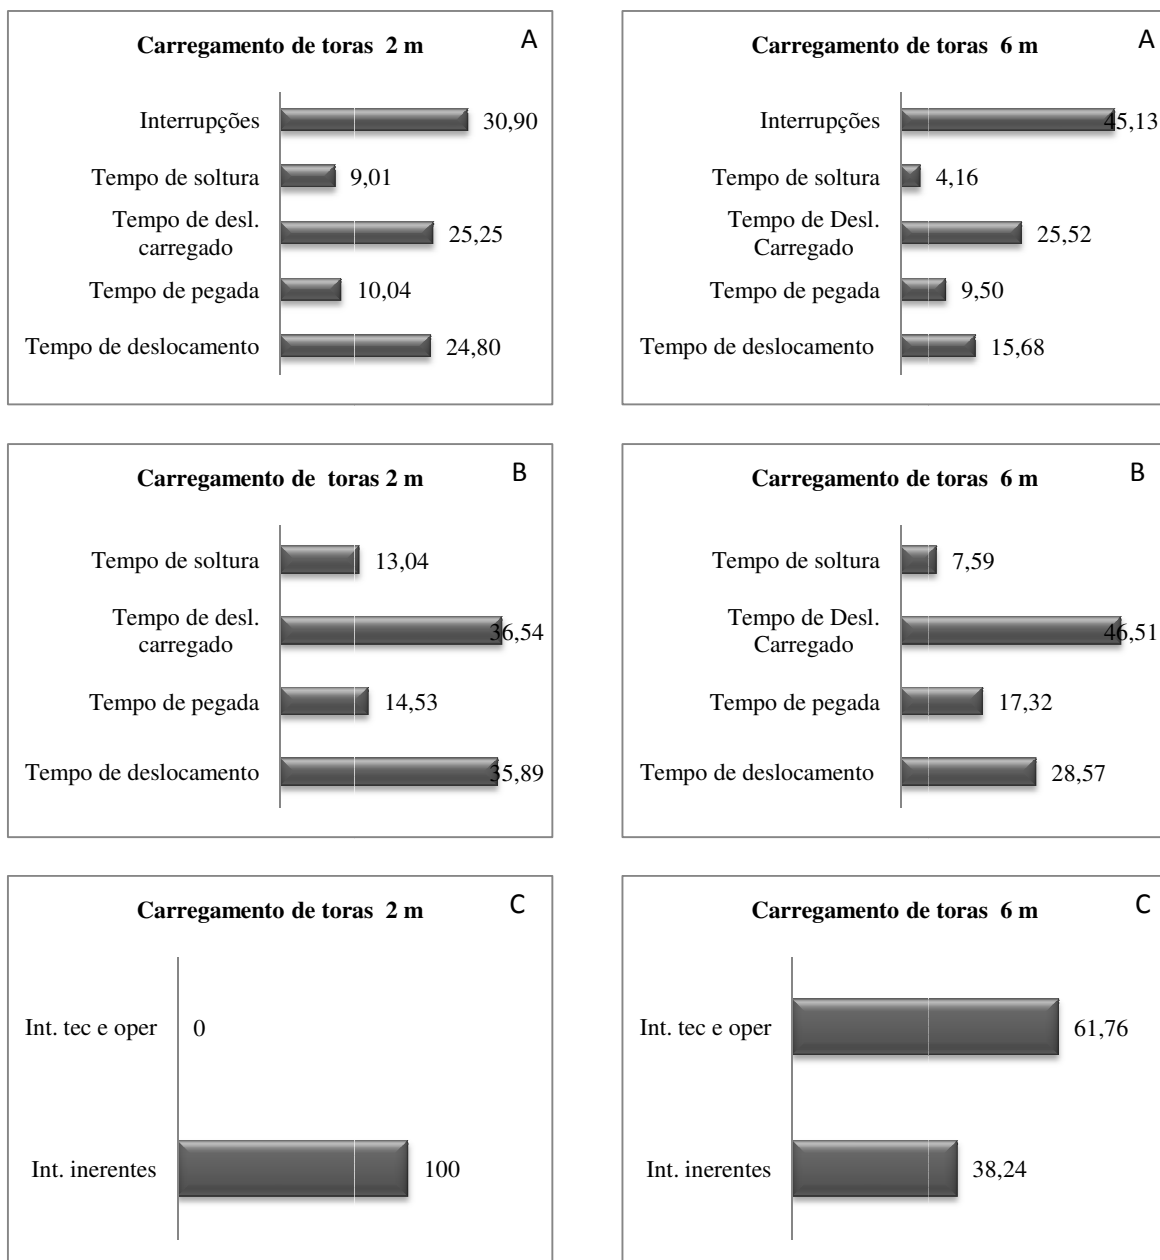 Carregamento de toras 2 m
A
Interrupções
30,90
Tempo de soltura
9,01
Tempo de desl.
carregado
25,25
Tempo de pegada
10,04
Tempo de deslocamento
24,80
Carregamento de toras 6 m
A
Interrupções
45,13
Tempo de soltura
4,16
Tempo de Desl.
Carregado
25,52
Tempo de pegada
9,50
Tempo de deslocamento
15,68
Carregamento de toras 2 m
B
Tempo de soltura
13,04
Tempo de desl.
carregado
36,54
Tempo de pegada
14,53
Tempo de deslocamento
35,89
Carregamento de toras 6 m
B
Tempo de soltura
7,59
Tempo de Desl.
Carregado
46,51
Tempo de pegada
17,32
Tempo de deslocamento
28,57
Carregamento de toras 2 m
C
Int. tec e oper
0
Int. inerentes
100
Carregamento de toras 6 m
C
Int. tec e oper
61,76
Int. inerentes
38,24